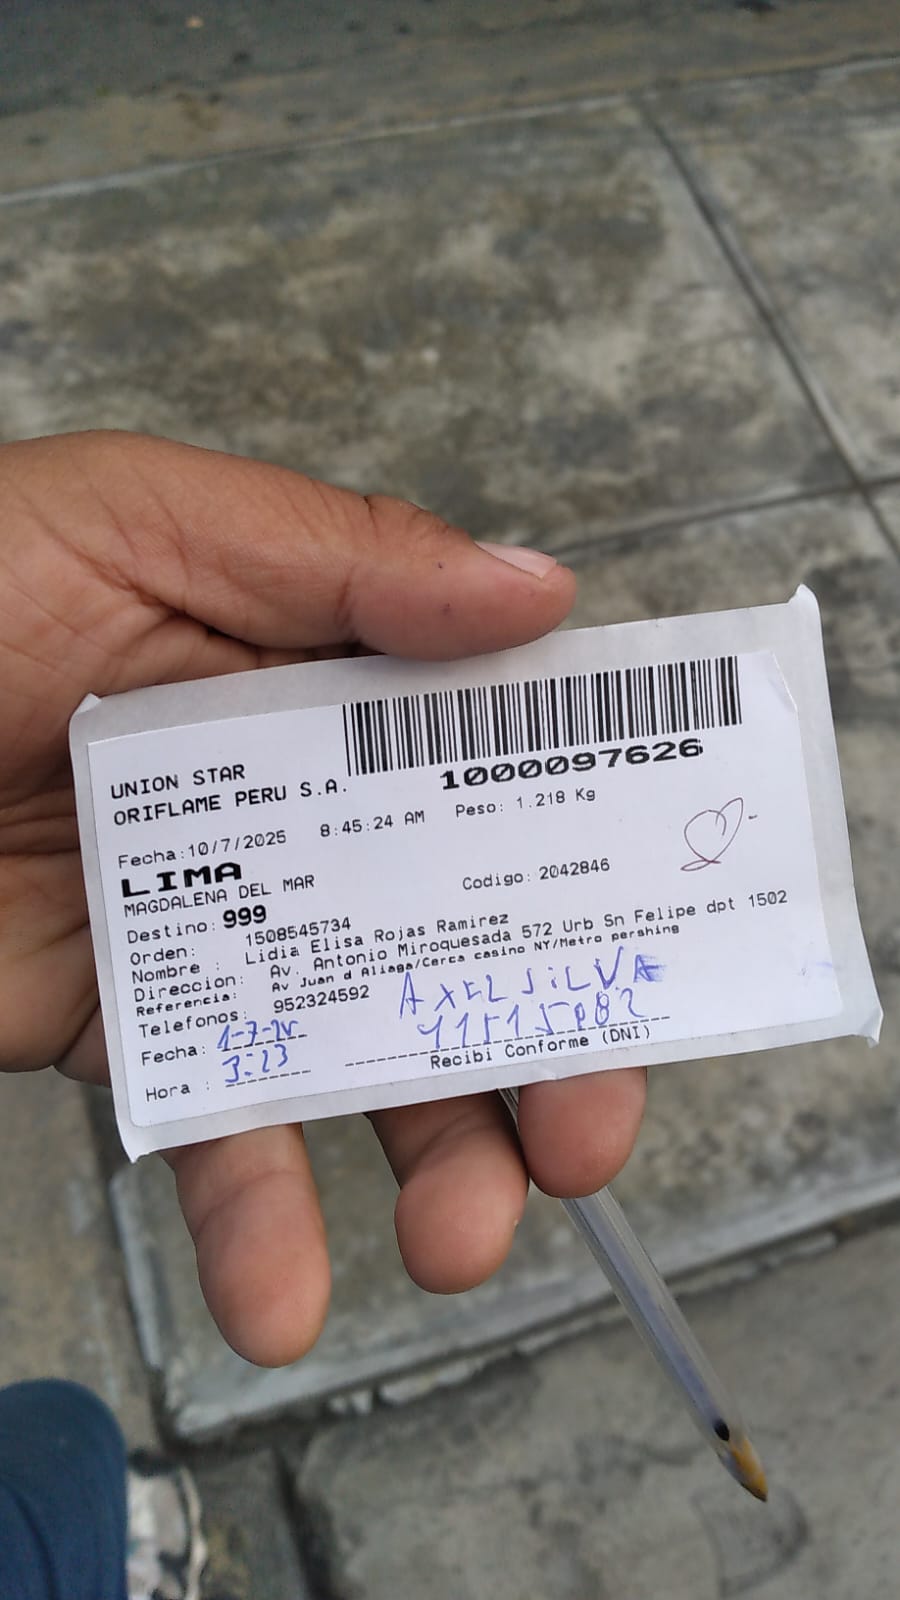 UNION STAR
ORIFLAME PERU S.A.
1000097626
Fecha:10/7/2025 8:45:24 AM Peso: 1.218 Kg
LIMA
MAGDALENA DEL MAR
Codigo: 2042846
Destino: 999
Orden: 1508545734
Nombre : Lidia Elisa Rojas Ramirez
Direccion: Av. Antonio Miroquesada 572 Urb Sn Felipe dpt 1502
Referencia: Av Juan d Aliaga/Cerca casino NY/Metro pershing
Telefonos: 952324592
AXEL SILVA
Fecha:
Hora : 3:23
Recibi Conforme (DNI)